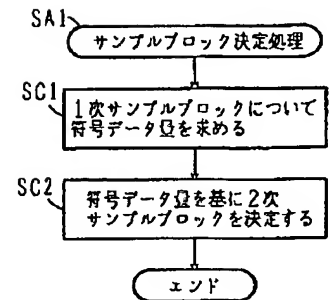 SA1
サンプルブロック決定処理
SC1
1次サンプルブロックについて
符号データ量を求める
SC2
符号データ量を基に2次
サンプルブロックを決定する
エンド